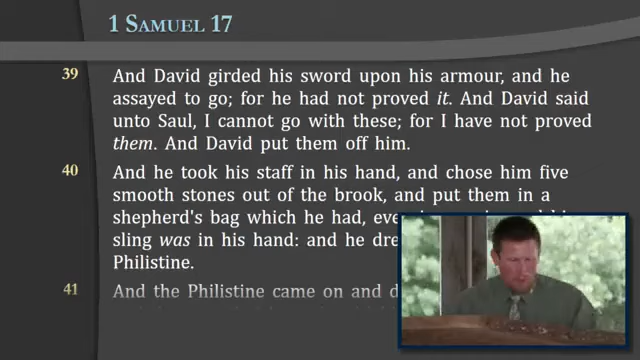 1 SAMUEL 17
39 And David girded his sword upon his armour, and he
assayed to go; for he had not proved it. And David said
unto Saul, I cannot go with these; for I have not proved
them. And David put them off him.
40 And he took his staff in his hand, and chose him five
smooth stones out of the brook, and put them in a
shepherd's bag which he had,
sling was in his hand: and he
Philistine.
41 And the Philistine came on and